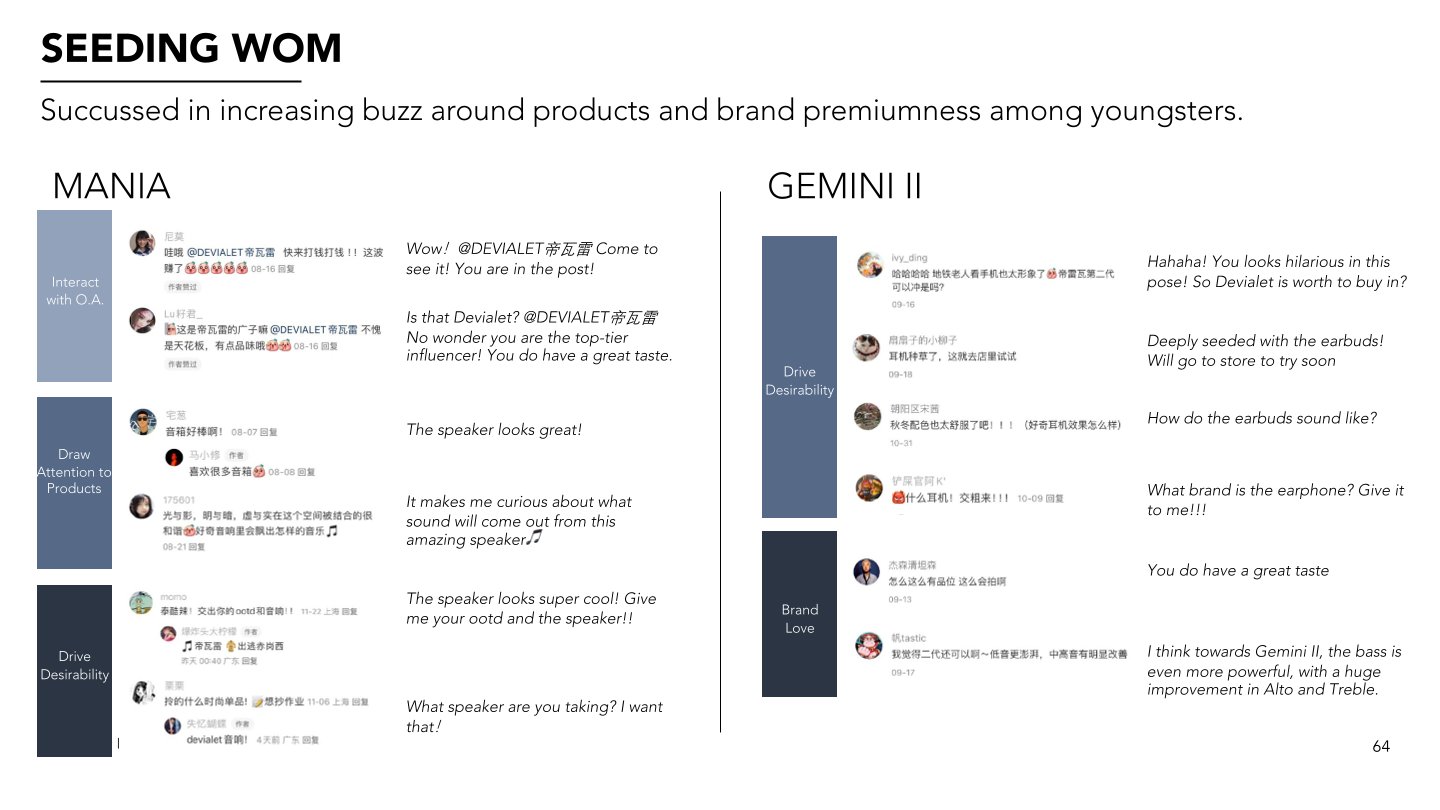 SEEDING WOM
Succussed in increasing buzz around products and brand premiumness among youngsters.
MANIA
Interact
with O.A.
尼莫
哇哦 @DEVIALET帝瓦雷 快来打钱打钱！！这波
赚了 08-16 回复
作者赞过
Lu籽君_
这是帝瓦雷的广子嘛 @DEVIALET帝瓦雷 不愧
是天花板，有点品味哦 08-16 回复
作者赞过
Wow！@DEVIALET帝瓦雷 Come to
see it! You are in the post!
Is that Devialet? @DEVIALET帝瓦雷
No wonder you are the top-tier
influencer! You do have a great taste.
Draw
Attention to
Products
宅葱
音箱好棒啊！ 08-07 回复
马小修 作者
喜欢很多音箱 08-08 回复
175601
光与影，明与暗，虚与实在这个空间被结合的很
和谐好奇音响里会飘出怎样的音乐🎵
08-21 回复
The speaker looks great!
It makes me curious about what
sound will come out from this
amazing speaker🎵
Drive
Desirability
momo
泰酷辣！交出你的ootd和音响！！ 11-22 上海 回复
爆炸头大柠檬 作者
🎵帝瓦雷 出逃赤岗西
昨天 00:40 广东 回复
栗栗
拎的什么时尚单品! 📝想抄作业 11-06 上海 回复
失忆蝴蝶 作者
devialet 音响！ 4天前 广东 回复
The speaker looks super cool! Give
me your ootd and the speaker!!
What speaker are you taking? I want
that!
GEMINI II
Drive
Desirability
ivy_ding
哈哈哈哈 地铁老人看手机也太形象了帝雷瓦第二代
可以冲是吗?
09-16
扇扇子的小柳子
耳机种草了，这就去店里试试
09-18
朝阳区宋茜
秋冬配色也太舒服了吧！！！（好奇耳机效果怎么样）
10-31
铲屎官阿K'
什么耳机！交粗来！！！ 10-09 回复
Hahaha! You looks hilarious in this
pose! So Devialet is worth to buy in?
Deeply seeded with the earbuds!
Will go to store to try soon
How do the earbuds sound like?
What brand is the earphone? Give it
to me!!!
Brand
Love
杰森清坦森
怎么这么有品位 这么会拍啊
09-13
帆tastic
我觉得二代还可以啊～低音更澎湃，中高音有明显改善
09-17
You do have a great taste
I think towards Gemini II, the bass is
even more powerful, with a huge
improvement in Alto and Treble.
64